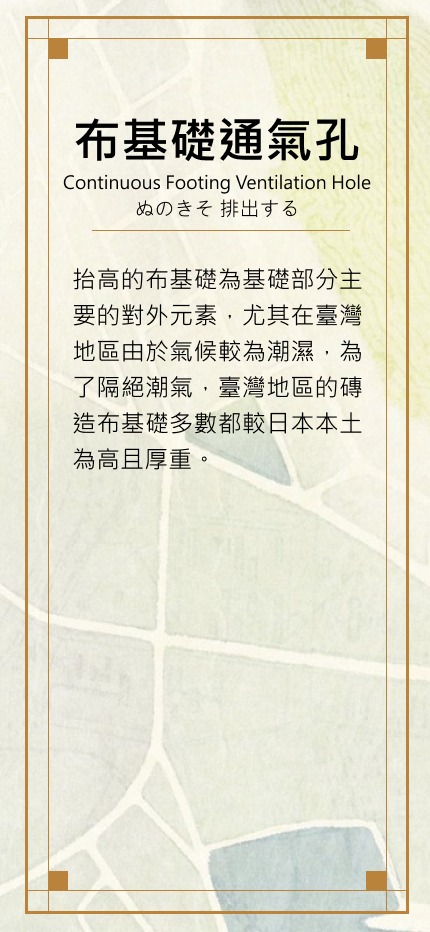 布基礎通氣孔
Continuous Footing Ventilation Hole
ぬのきそ 排出する
抬高的布基礎為基礎部分主
要的對外元素，尤其在臺灣
地區由於氣候較為潮濕，為
了隔絕潮氣，臺灣地區的磚
造布基礎多數都較日本本土
為高且厚重。